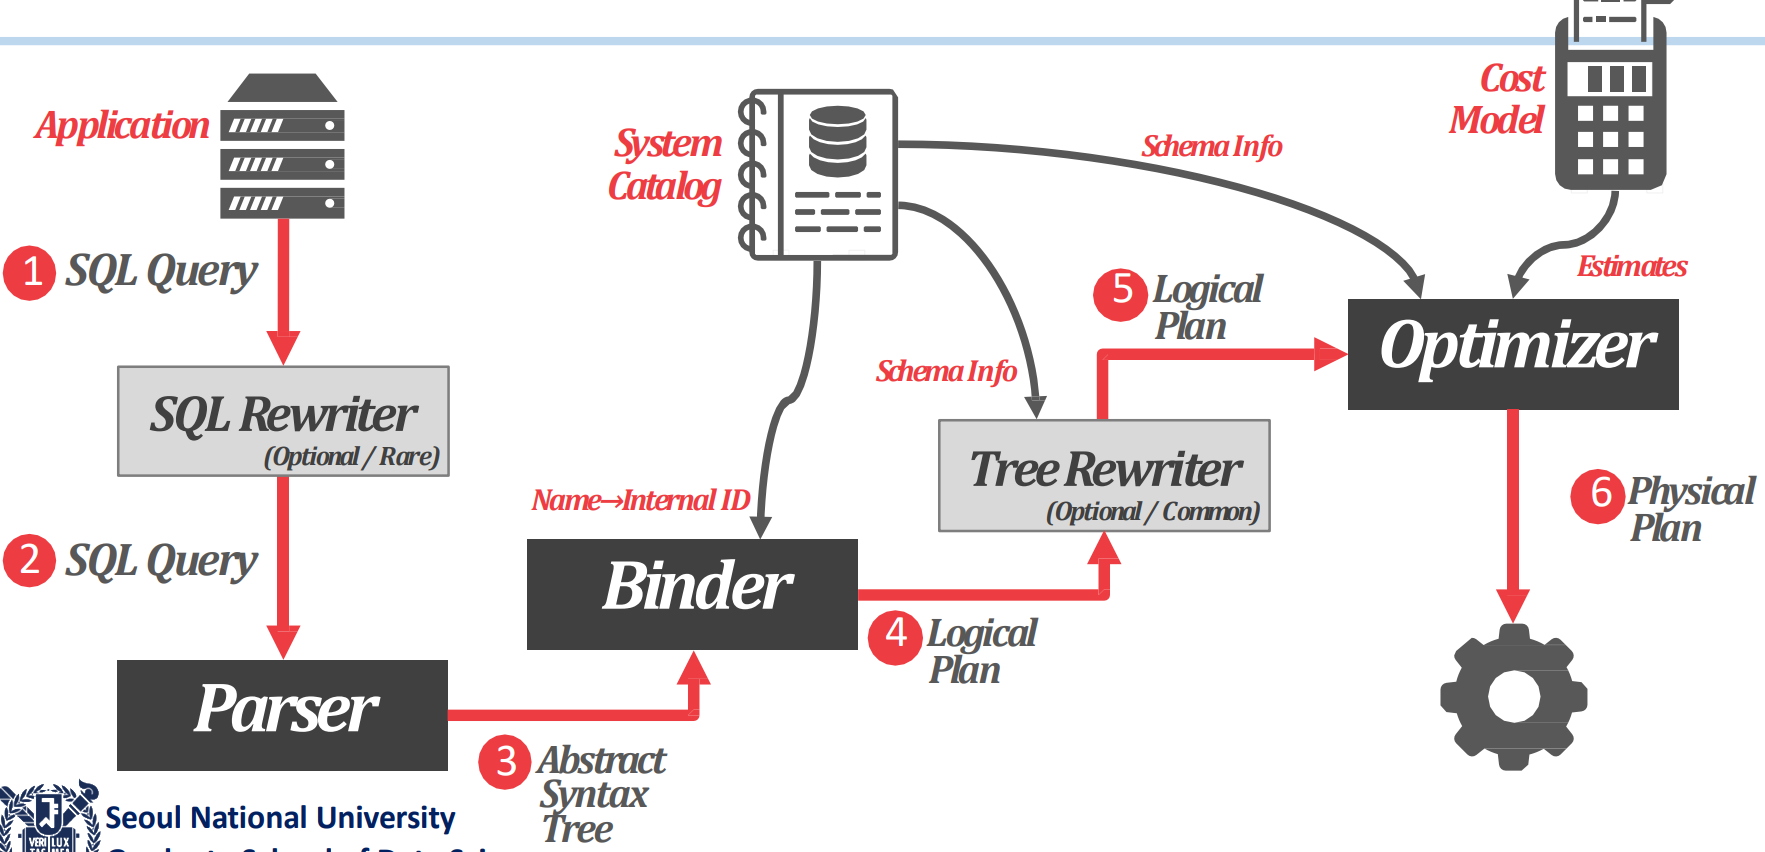 Application
1 SQL Query
SQL Rewriter
(Optional / Rare)
2 SQL Query
Parser
3 Abstract
Syntax
Tree
System
Catalog
Name→Internal ID
Binder
4 Logical
Plan
Schema Info
Tree Rewriter
(Optional / Common)
5 Logical
Plan
Schema Info
Cost
Model
Estimates
Optimizer
6 Physical
Plan
Seoul National University
VERI LUX